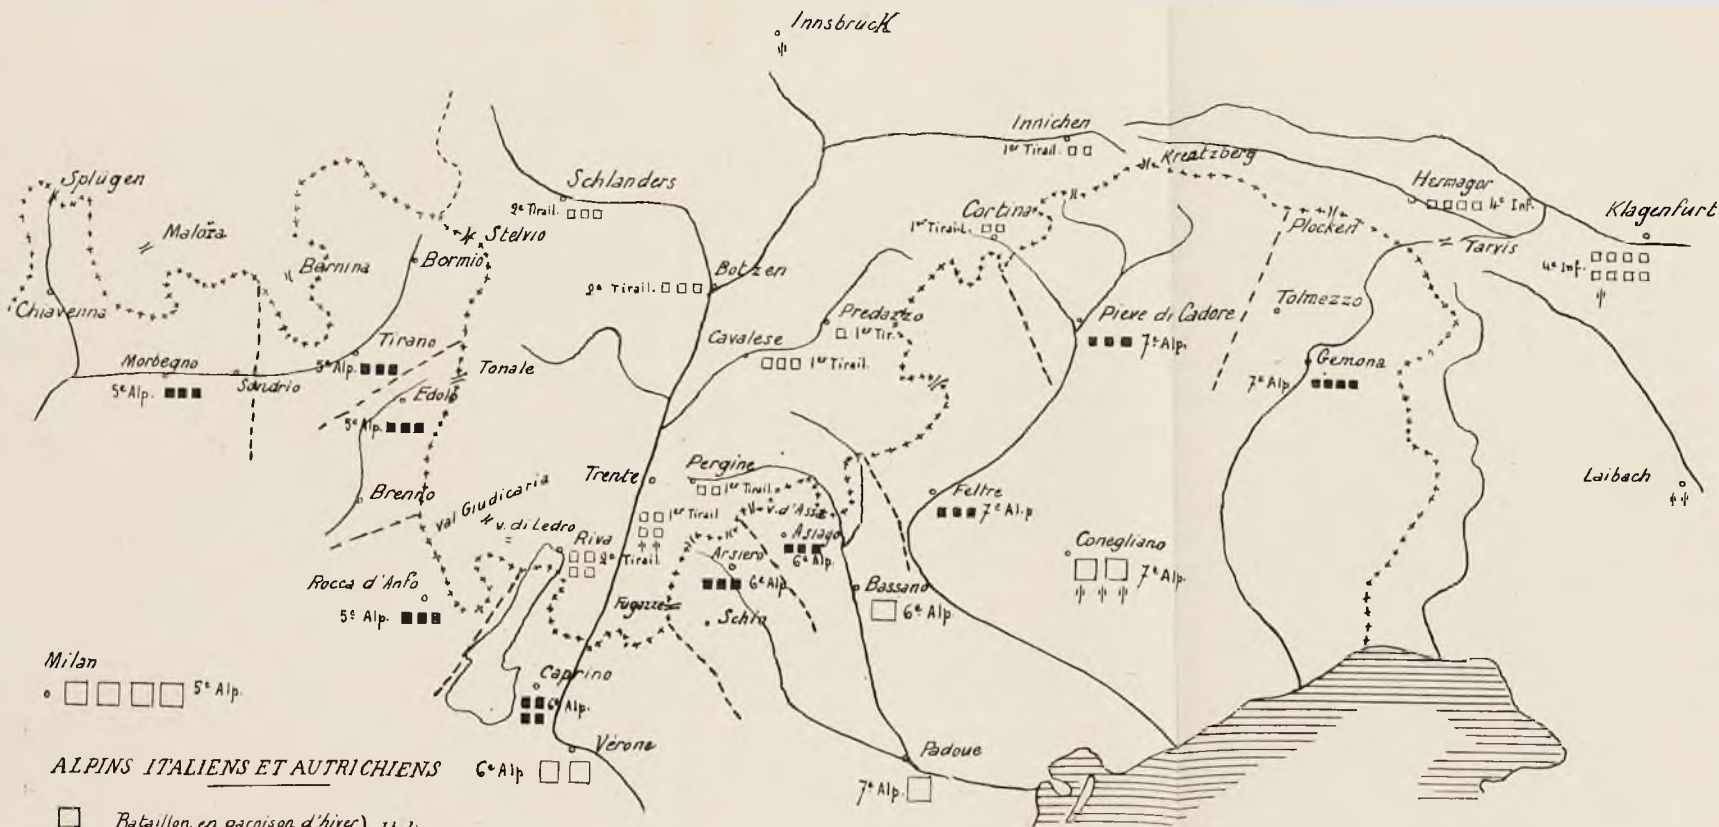 Innsbruck
Innichen
1er Tirail.
Kreutzberg
Splügen
Schlanders
2e Tirail.
Hermagor
4e Inf.
Klagenfurt
4e Inf.
Cortina
1er Tirail.
Plocken
Tarvis
Maloza
Stelvio
Bernina
Bormio
Botzen
2e Tirail.
Chiavenna
Predazzo
1er Tir.
Pieve di Cadore
7e Alp.
Tolmezzo
Cavalese
1er Tirail.
Tirano
5e Alp.
Morbegno
5e Alp.
Sondrio
Tonale
Gemona
7e Alp
Edolo
5e Alp.
Trente
1er Tirail
Pergine
1er Tirail.
Laibach
Brenno
Val Giudicaria
v. di Ledro
v. d'Assa
Feltre
7e Alp
Riva
2e Tirail.
Asiago
6e Alp.
Arsiero
6e Alp
Conegliano
7e Alp.
Rocca d'Anfo
5e Alp.
Fugazze
Schio
Bassano
6e Alp.
Milan
5e Alp.
Caprino
6e Alp.
Vérone
6e Alp
Padoue
7e Alp.
ALPINS ITALIENS ET AUTRICHIENS
Bataillon en garnison d'hiver)